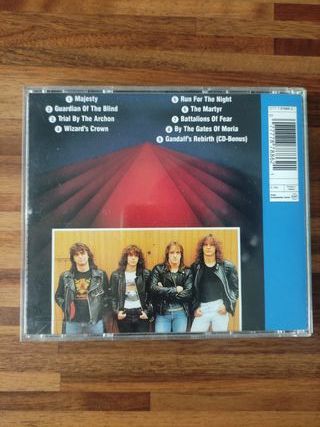 1 Majesty
2 Guardian Of The Blind
3 Trial By The Archon
4 Wizard's Crown
5 Run For The Night
6 The Martyr
7 Battalions Of Fear
8 By The Gates Of Moria
9 Gandalf's Rebirth (CD-Bonus)